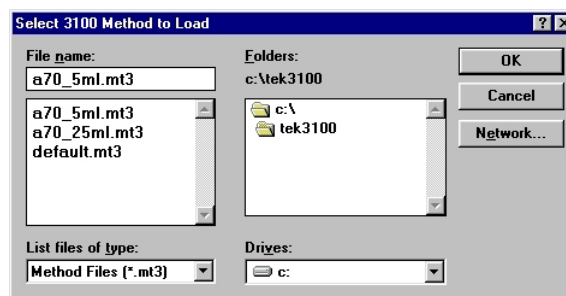 Select 3100 Method to Load
File name:
a70_5ml.mt3
a70_5ml.mt3
a70_25ml.mt3
default.mt3
List files of type:
Method Files (*.mt3)
Folders:
c:\tek3100
c:\
tek3100
Drives:
c:
OK
Cancel
Network...